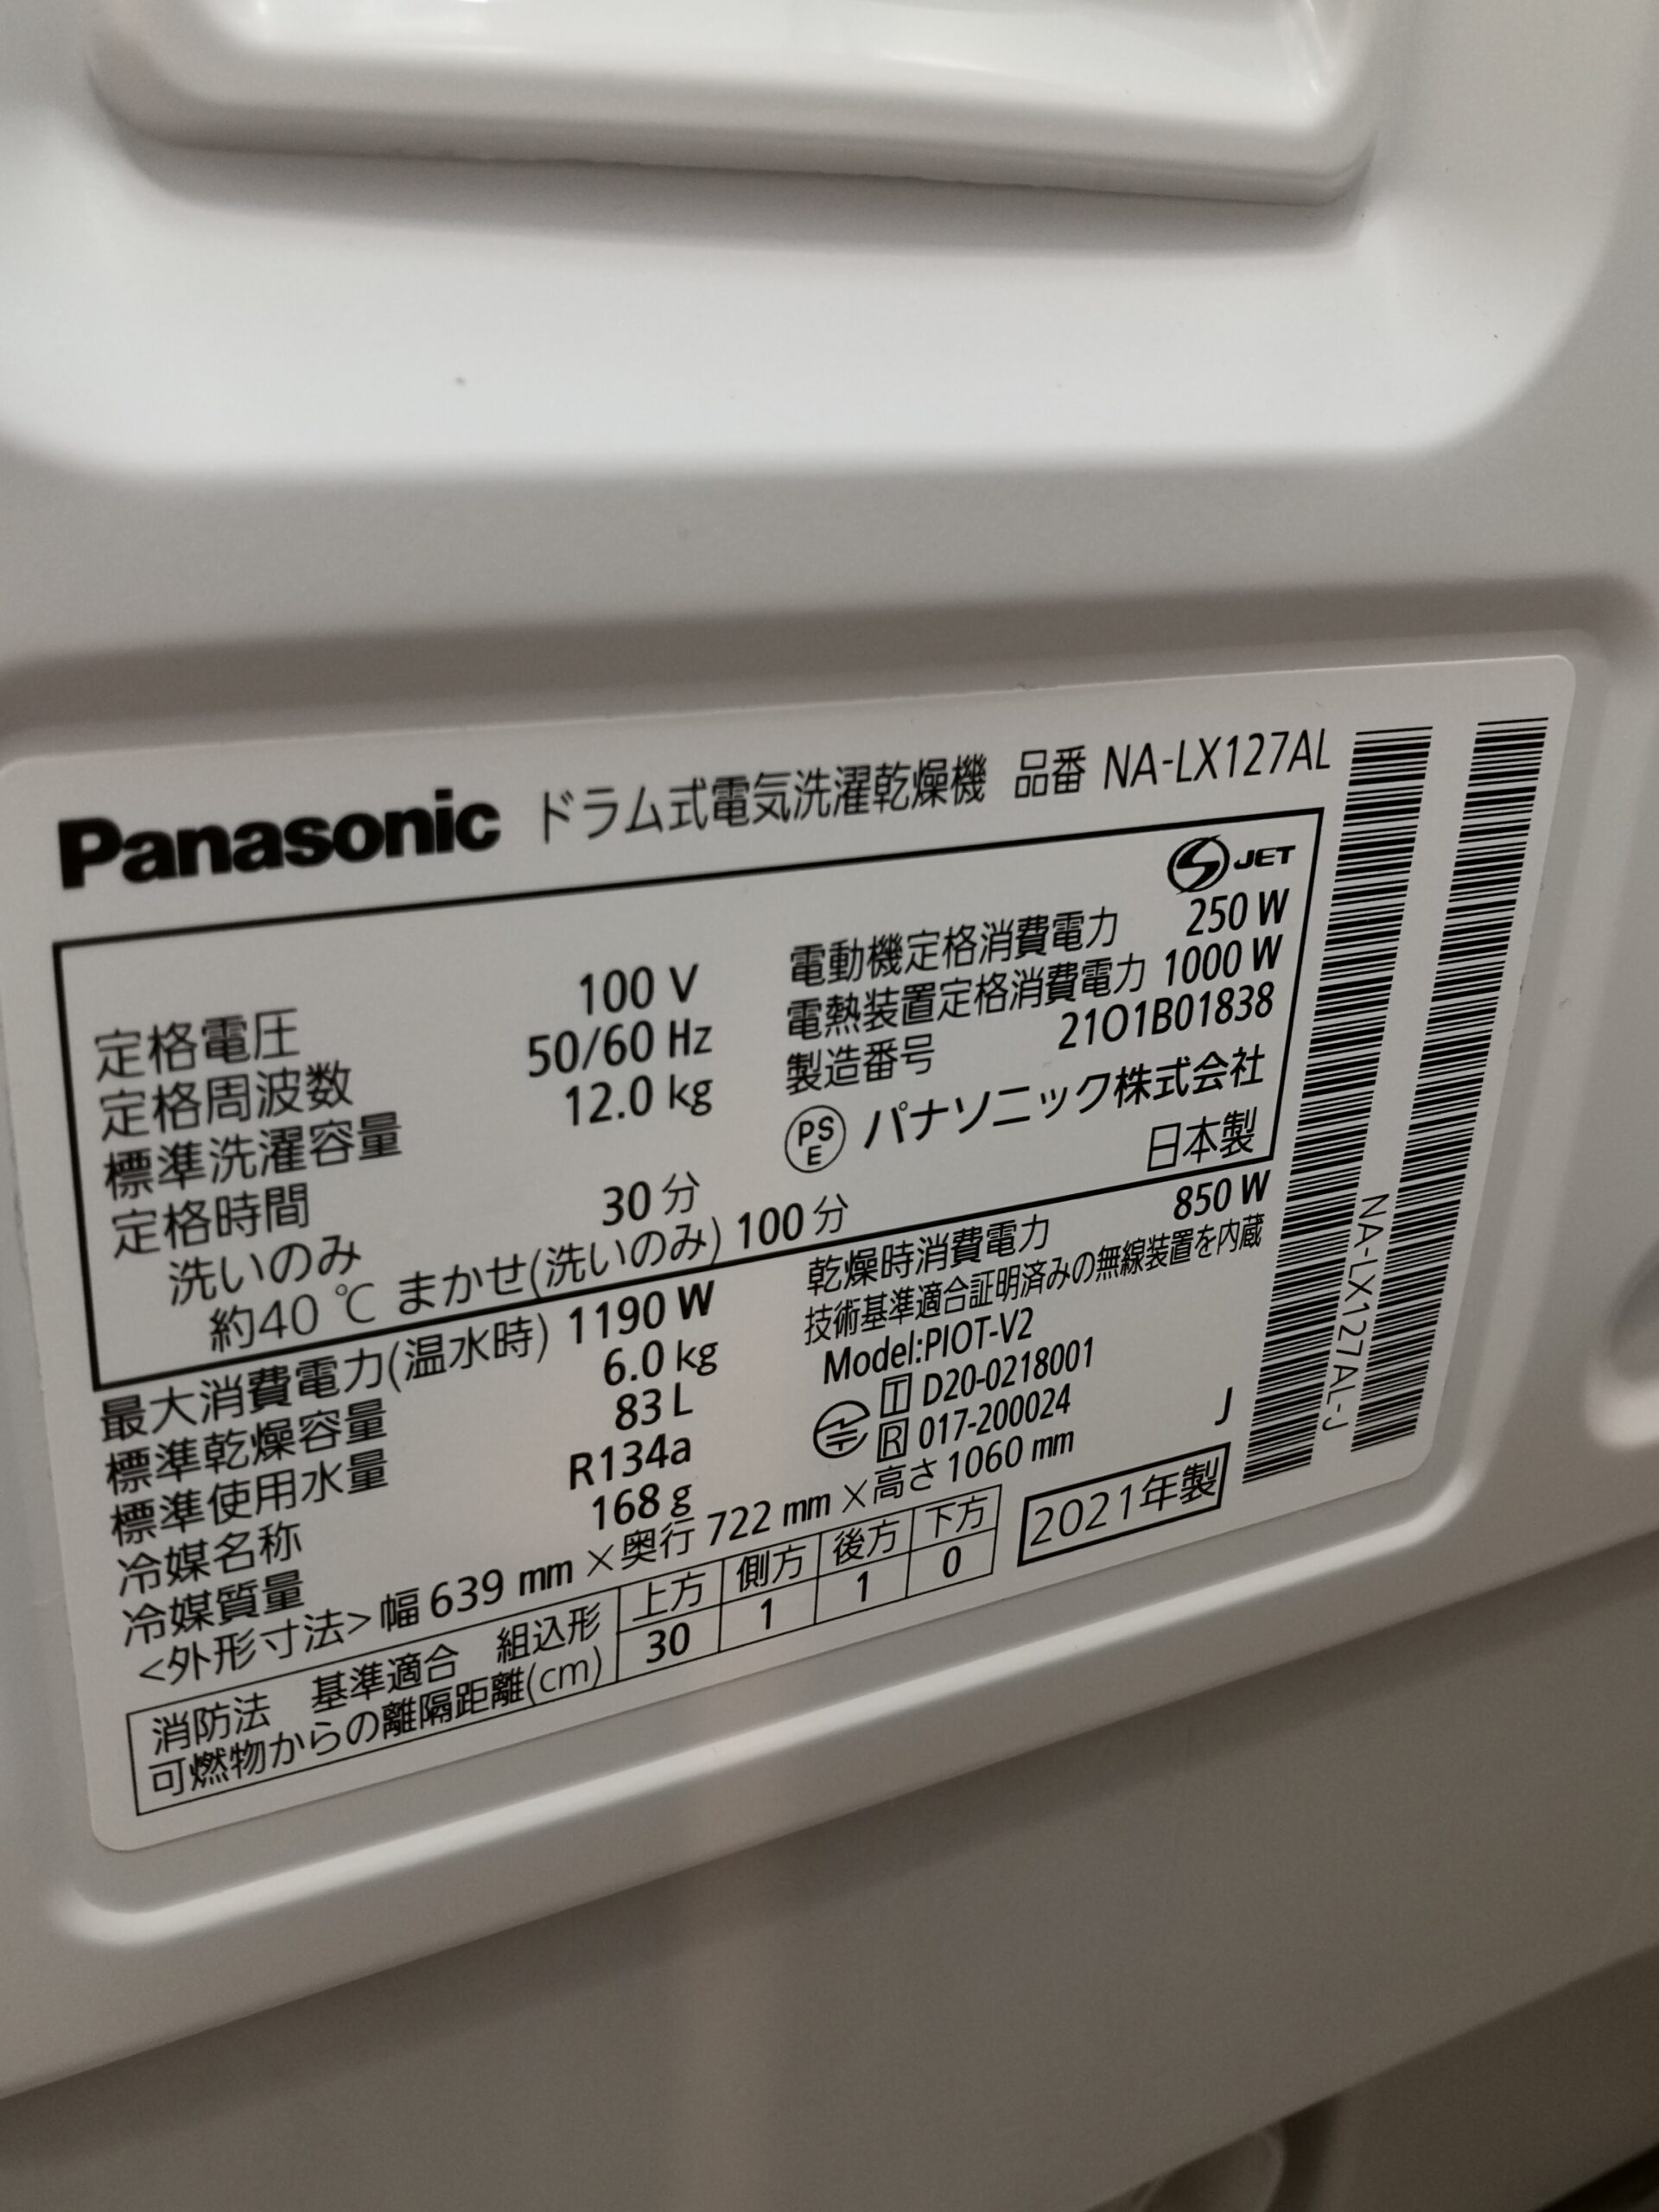 Panasonic ドラム式電気洗濯乾燥機 品番 NA-LX127AL
JET
定格電圧 100 V
定格周波数 50/60 Hz
標準洗濯容量 12.0 kg
定格時間
洗いのみ 30 分
約40 ℃ まかせ(洗いのみ) 100 分
電動機定格消費電力 250 W
電熱装置定格消費電力 1000 W
製造番号 21O1B01838
PS E パナソニック株式会社
日本製
最大消費電力(温水時) 1190 W
標準乾燥容量 6.0 kg
標準使用水量 83 L
冷媒名称 R134a
冷媒質量 168 g
<外形寸法> 幅 639 mm ×奥行 722 mm ×高さ 1060 mm
乾燥時消費電力 850 W
技術基準適合証明済みの無線装置を内蔵
Model:PIOT-V2
T D20-0218001
R 017-200024
J
消防法 基準適合 組込形
可燃物からの離隔距離(cm)
上方 側方 後方 下方
30 1 1 0
2021年製
NA-LX127AL-J